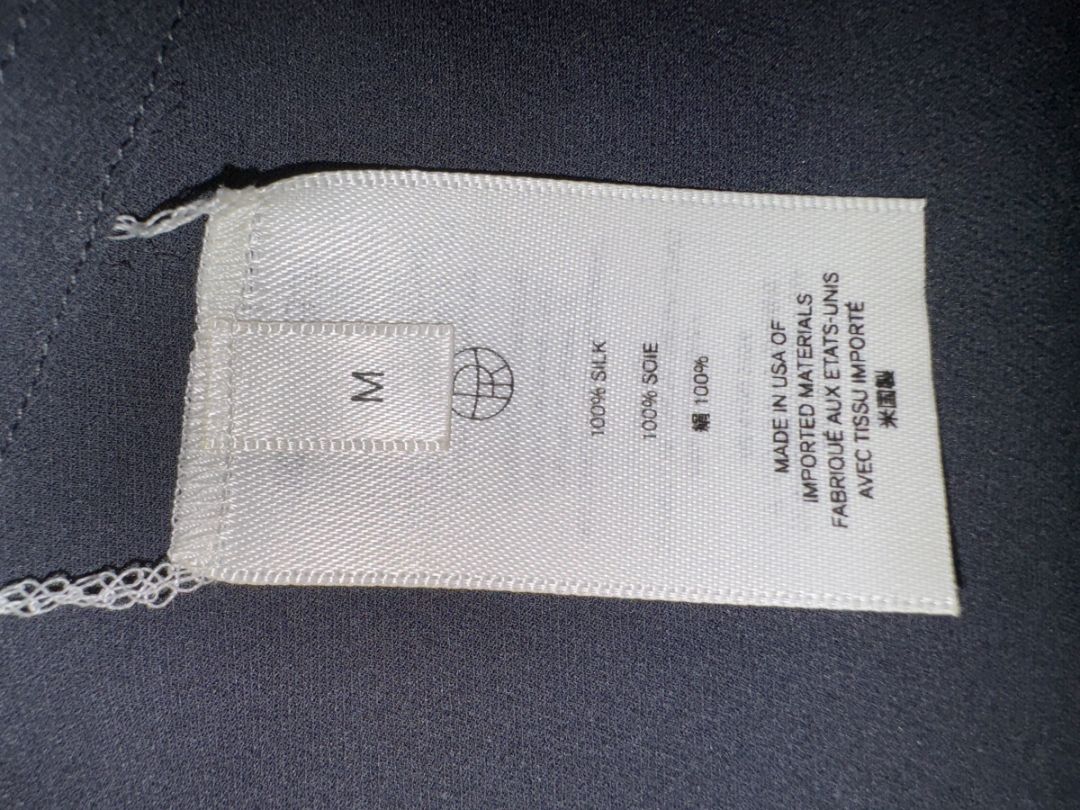 M
100% SILK
100% SOIE
絹 100%
MADE IN USA OF
IMPORTED MATERIALS
FABRIQUÉ AUX ETATS-UNIS
AVEC TISSU IMPORTÉ
米国製